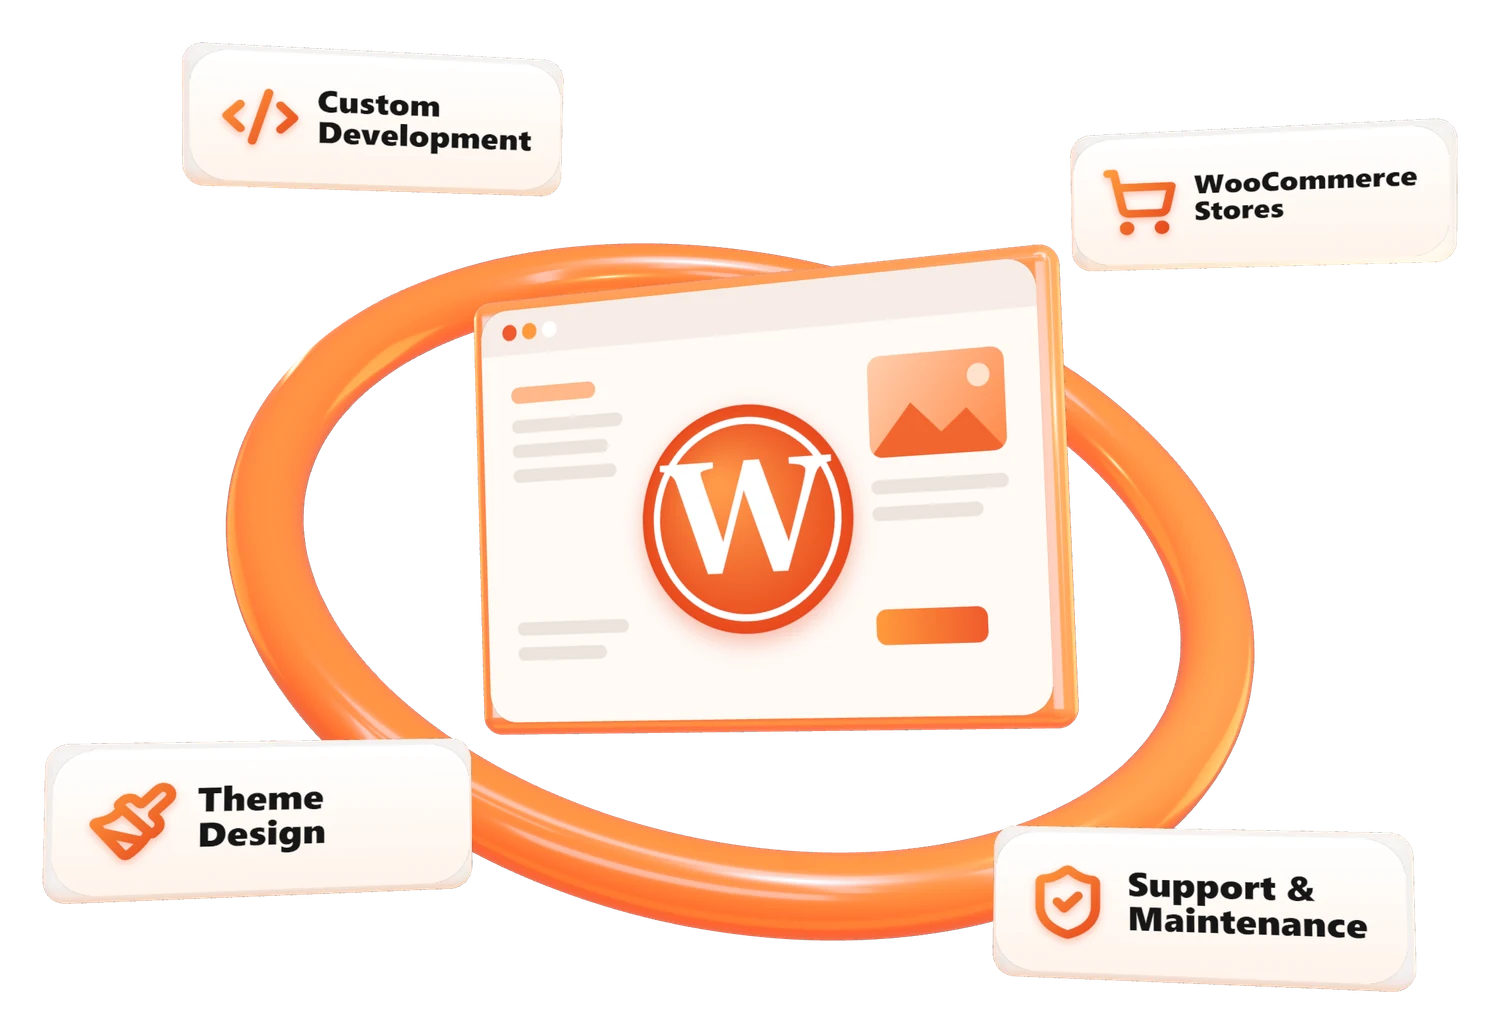 Custom
Development
WooCommerce
Stores
W
Theme
Design
Support &
Maintenance